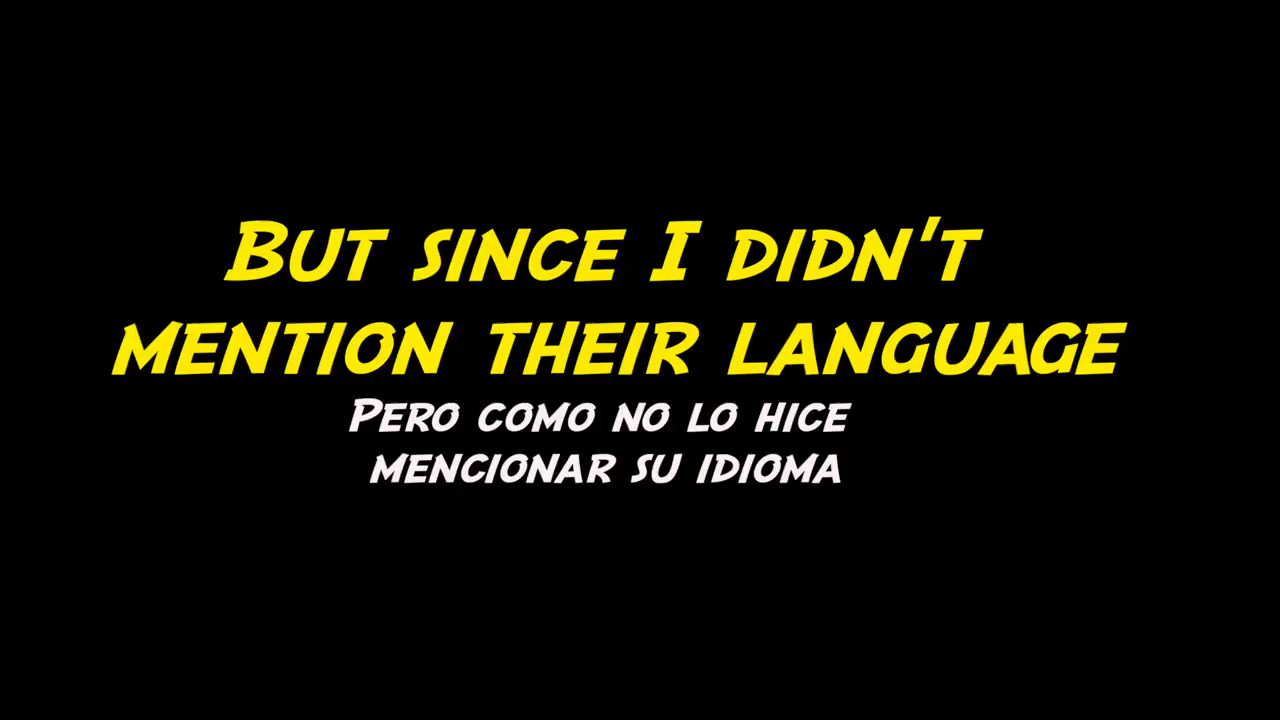 But since I didn't
mention their language
Pero como no lo hice
mencionar su idioma